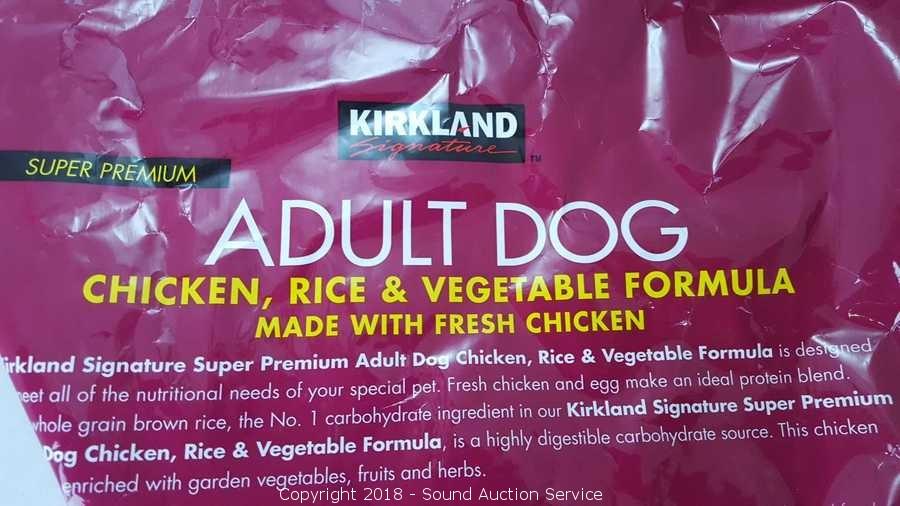 KIRKLAND
Signature™
SUPER PREMIUM
ADULT DOG
CHICKEN, RICE & VEGETABLE FORMULA
MADE WITH FRESH CHICKEN
irkland Signature Super Premium Adult Dog Chicken, Rice & Vegetable Formula is designed
eet all of the nutritional needs of your special pet. Fresh chicken and egg make an ideal protein blend.
hole grain brown rice, the No. 1 carbohydrate ingredient in our Kirkland Signature Super Premium
Dog Chicken, Rice & Vegetable Formula, is a highly digestible carbohydrate source. This chicken
enriched with garden vegetables, fruits and herbs.
Copyright 2018 - Sound Auction Service